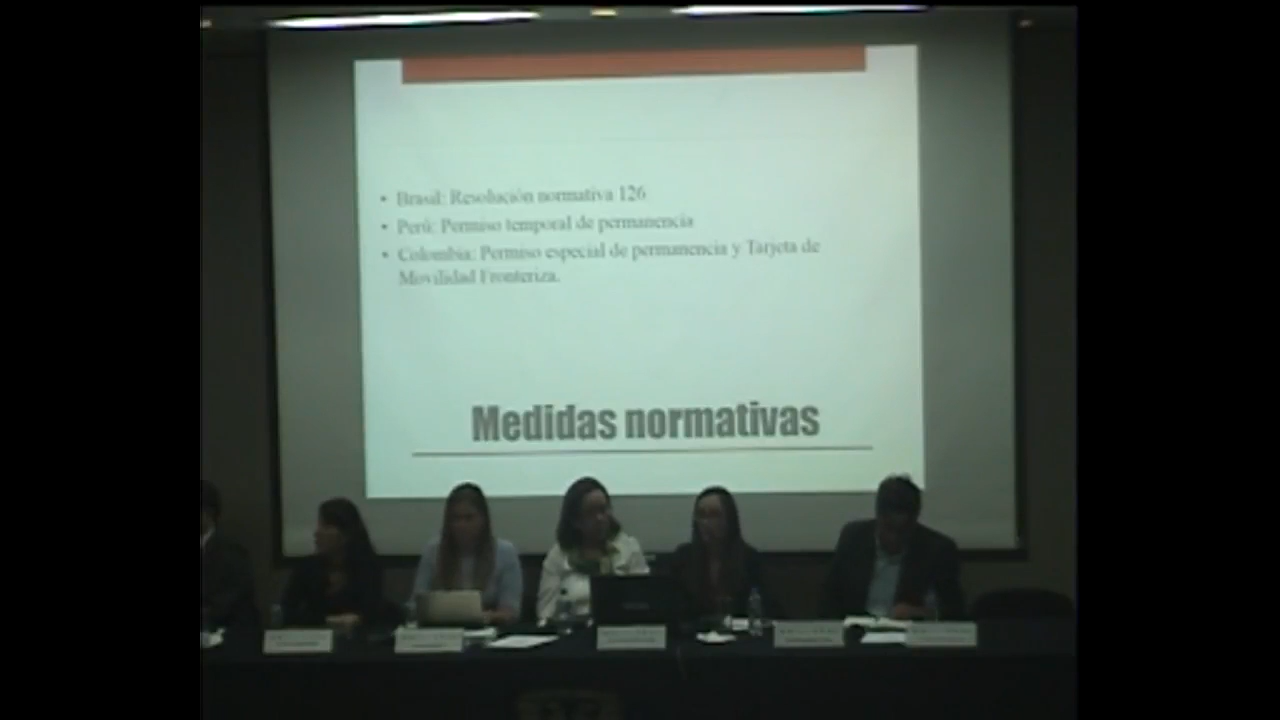 • Brasil: Resolución normativa 126
• Perú: Permiso temporal de permanencia
• Colombia: Permiso especial de permanencia y Tarjeta de
Movilidad Fronteriza.
Medidas normativas